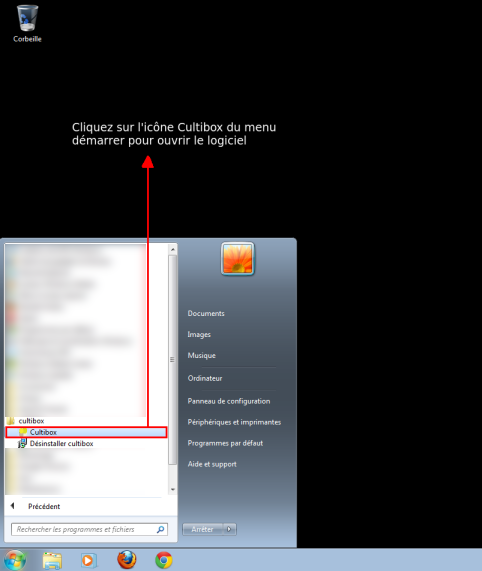 Corbeille
Cliquez sur l'icône Cultibox du menu
démarrer pour ouvrir le logiciel
Documents
Images
Musique
Ordinateur
Panneau de configuration
Périphériques et imprimantes
Programmes par défaut
Aide et support
cultibox
Cultibox
Désinstaller cultibox
Précédent
Rechercher les programmes et fichiers
Arrêter